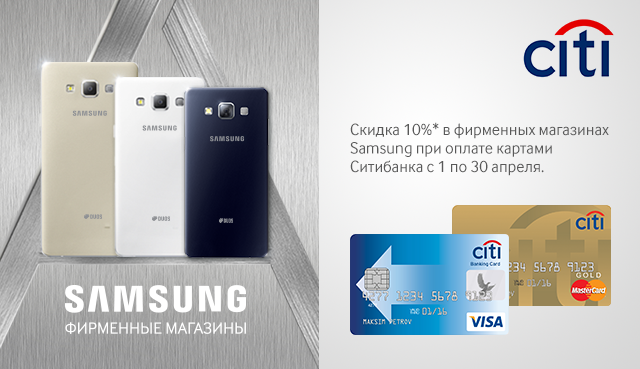 SAMSUNG
DUOS
SAMSUNG
DUOS
SAMSUNG
DUOS
SAMSUNG
ФИРМЕННЫЕ МАГАЗИНЫ
citi
Скидка 10%* в фирменных магазинах
Samsung при оплате картами
Ситибанка с 1 по 30 апреля.
citi
Banking Card
5678 9123
01/16
MAKSIM PETROV
VISA
citi
5678 9123
GOLD
01/16
MasterCard